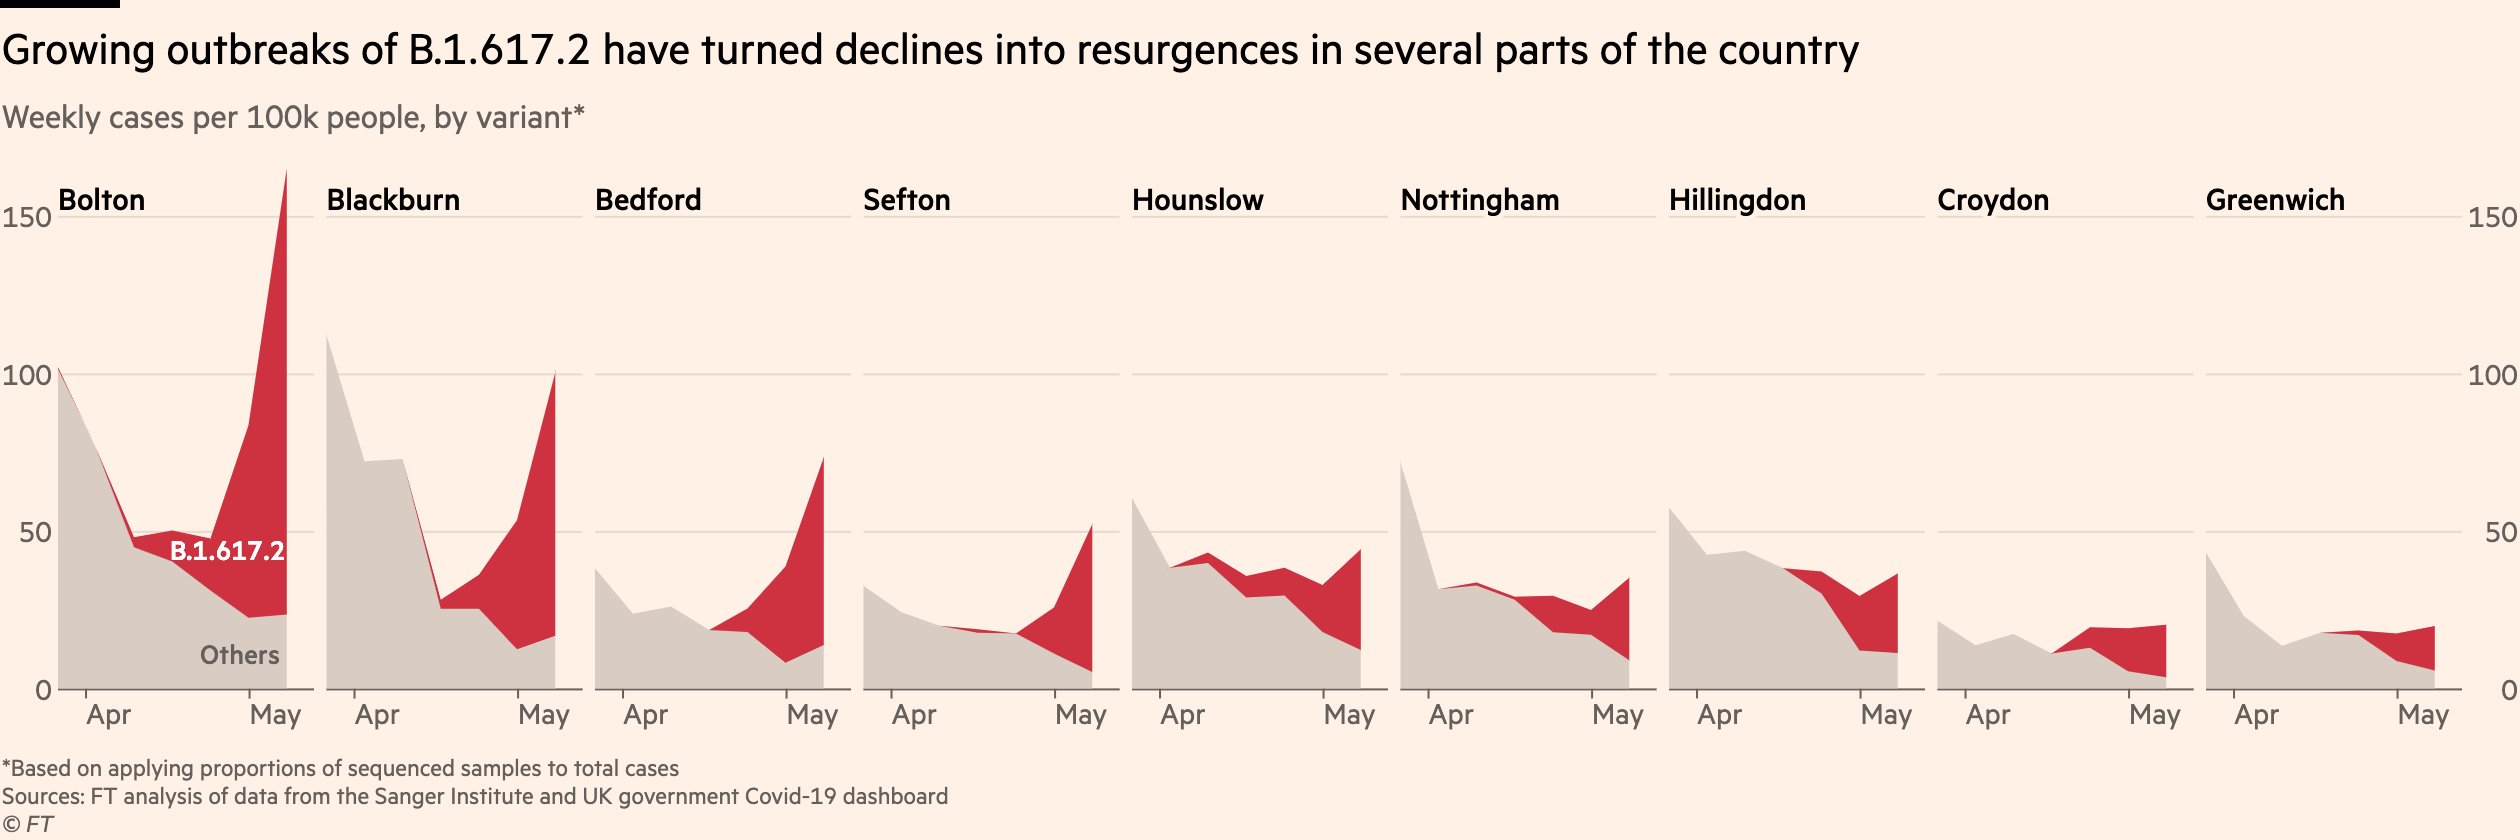 Growing outbreaks of B.1.617.2 have turned declines into resurgences in several parts of the country
Weekly cases per 100k people, by variant*
Bolton Blackburn Bedford Sefton Hounslow Nottingham Hillingdon Croydon Greenwich
150 150
100 100
50 50
B.1.617.2
Others
0 0
Apr May Apr May Apr May Apr May Apr May Apr May Apr May Apr May Apr May
*Based on applying proportions of sequenced samples to total cases
Sources: FT analysis of data from the Sanger Institute and UK government Covid-19 dashboard
© FT